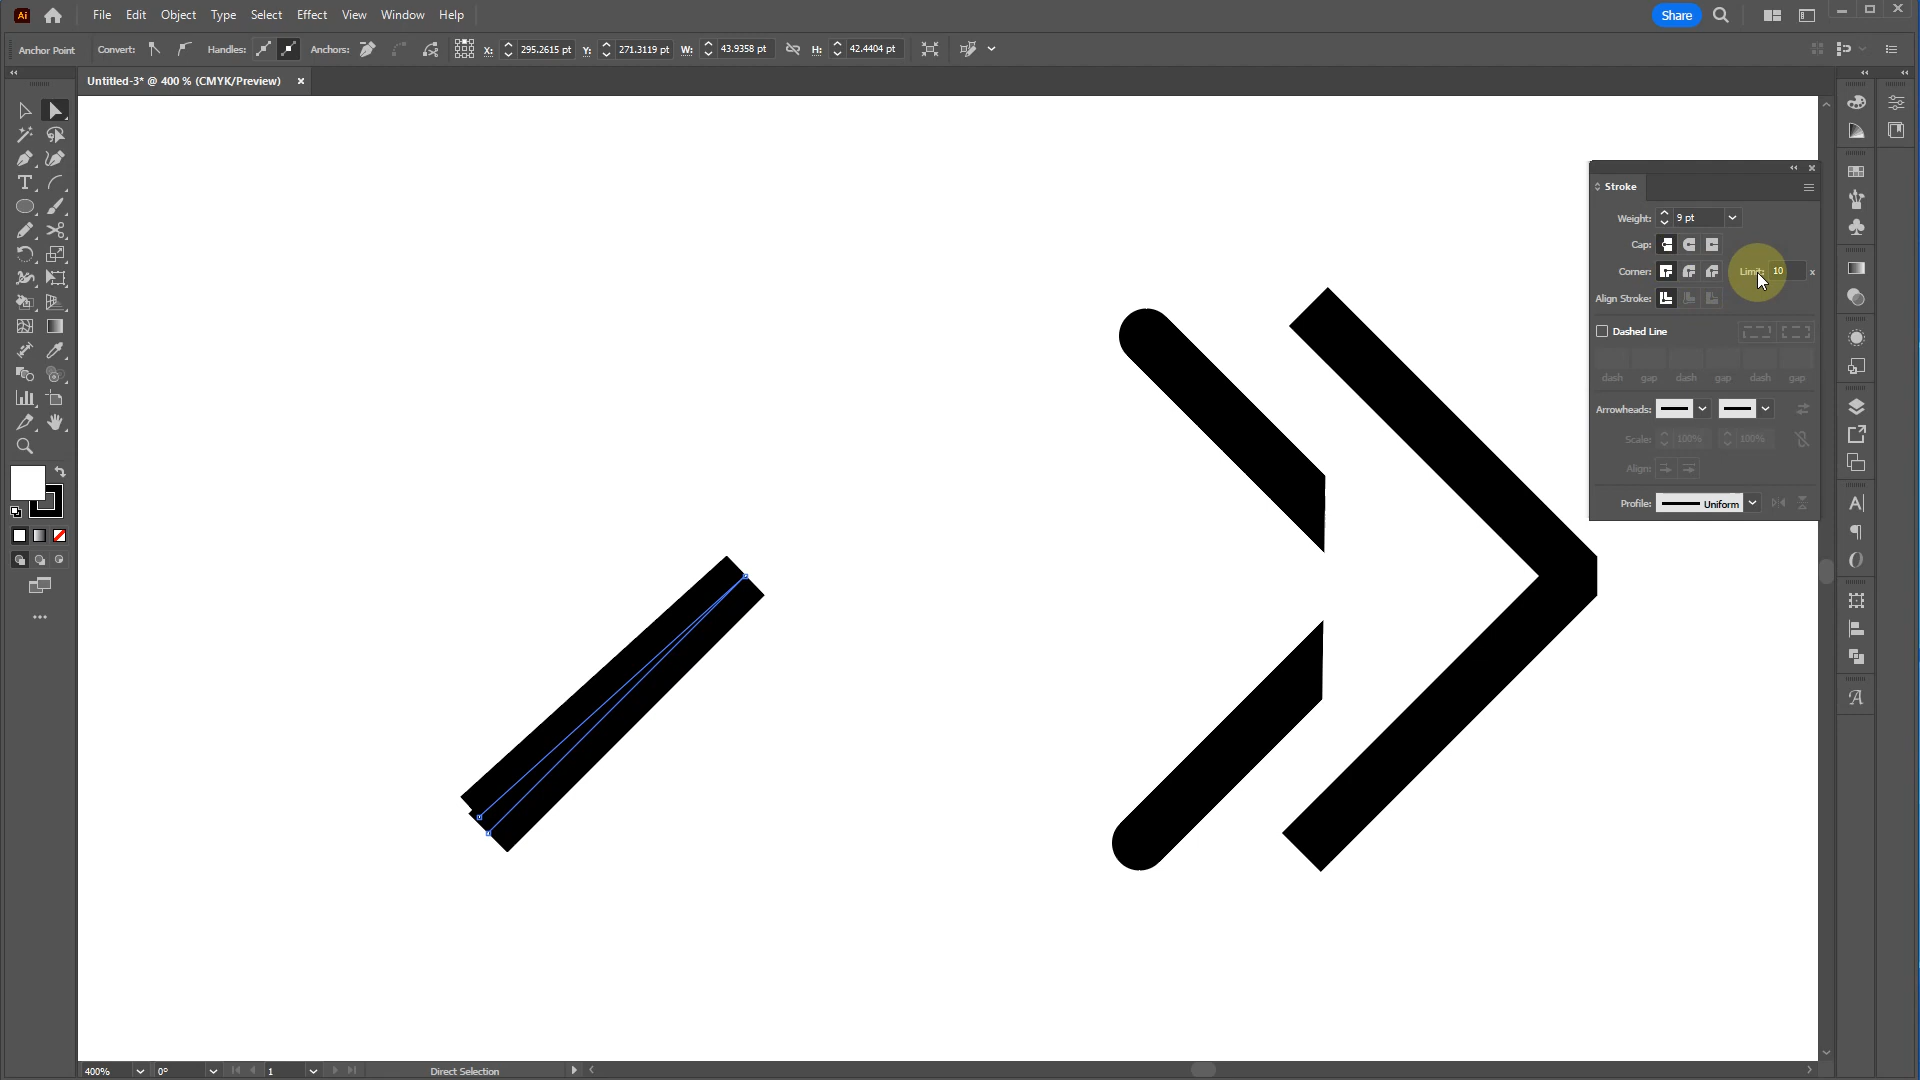 Ai File Edit Object Type Select Effect View Window Help Share
Anchor Point Convert: Handles: Anchors: X: 295.2615 pt Y: 271.3119 pt W: 43.9358 pt H: 42.4404 pt
Untitled-3* @ 400 % (CMYK/Preview) ×
Stroke
Weight: 9 pt
Cap:
Corner: Limit: 10 x
Align Stroke:
Dashed Line
dash gap dash gap dash gap
Arrowheads:
Scale: 100% 100%
Align:
Profile: Uniform
400% 0° 1 Direct Selection